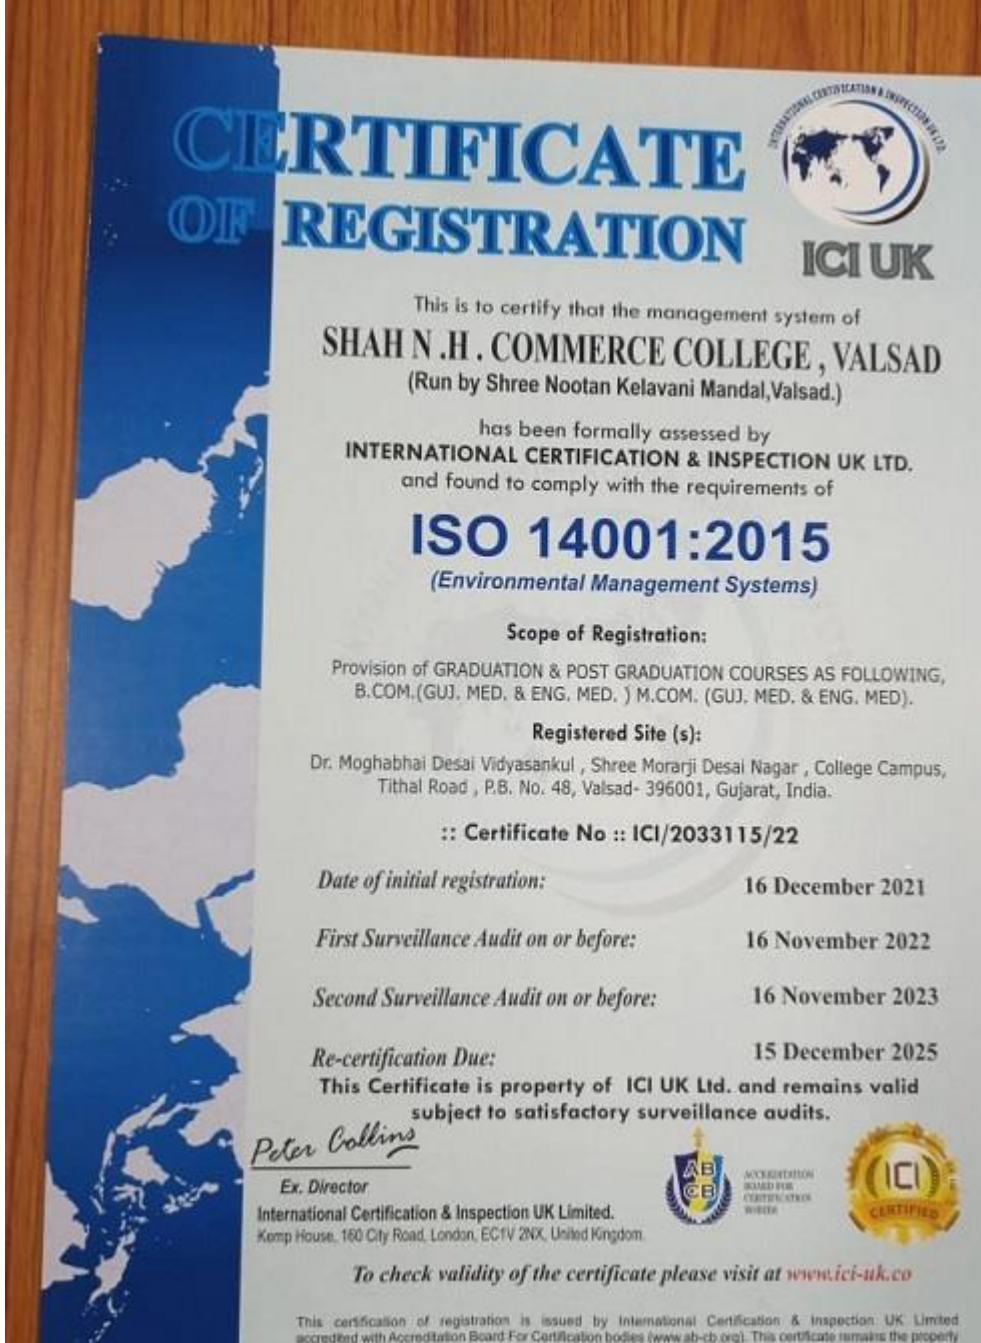 CERTIFICATE
OF REGISTRATION
INTERNATIONAL CERTIFICATION & INSPECTION UK LTD.
ICI UK
This is to certify that the management system of
SHAH N .H . COMMERCE COLLEGE , VALSAD
(Run by Shree Nootan Kelavani Mandal,Valsad.)
has been formally assessed by
INTERNATIONAL CERTIFICATION & INSPECTION UK LTD.
and found to comply with the requirements of
ISO 14001:2015
(Environmental Management Systems)
Scope of Registration:
Provision of GRADUATION & POST GRADUATION COURSES AS FOLLOWING,
B.COM.(GUJ. MED. & ENG. MED. ) M.COM. (GUJ. MED. & ENG. MED).
Registered Site (s):
Dr. Moghabhai Desai Vidyasankul , Shree Morarji Desai Nagar , College Campus,
Tithal Road , P.B. No. 48, Valsad- 396001, Gujarat, India.
:: Certificate No :: ICI/2033115/22
Date of initial registration: 16 December 2021
First Surveillance Audit on or before: 16 November 2022
Second Surveillance Audit on or before: 16 November 2023
Re-certification Due: 15 December 2025
This Certificate is property of ICI UK Ltd. and remains valid
subject to satisfactory surveillance audits.
Peter Collins
Ex. Director
International Certification & Inspection UK Limited.
Kemp House, 160 City Road, London, EC1V 2NX, United Kingdom.
AB
CB
ACCREDITATION
BOARD FOR
CERTIFICATION
BODIES
ICI
CERTIFIED
To check validity of the certificate please visit at www.ici-uk.co
This certification of registration is issued by International Certification & Inspection UK Limited
accredited with Accreditation Board For Certification bodies (www.ab-cb.org). This certificate remains the property